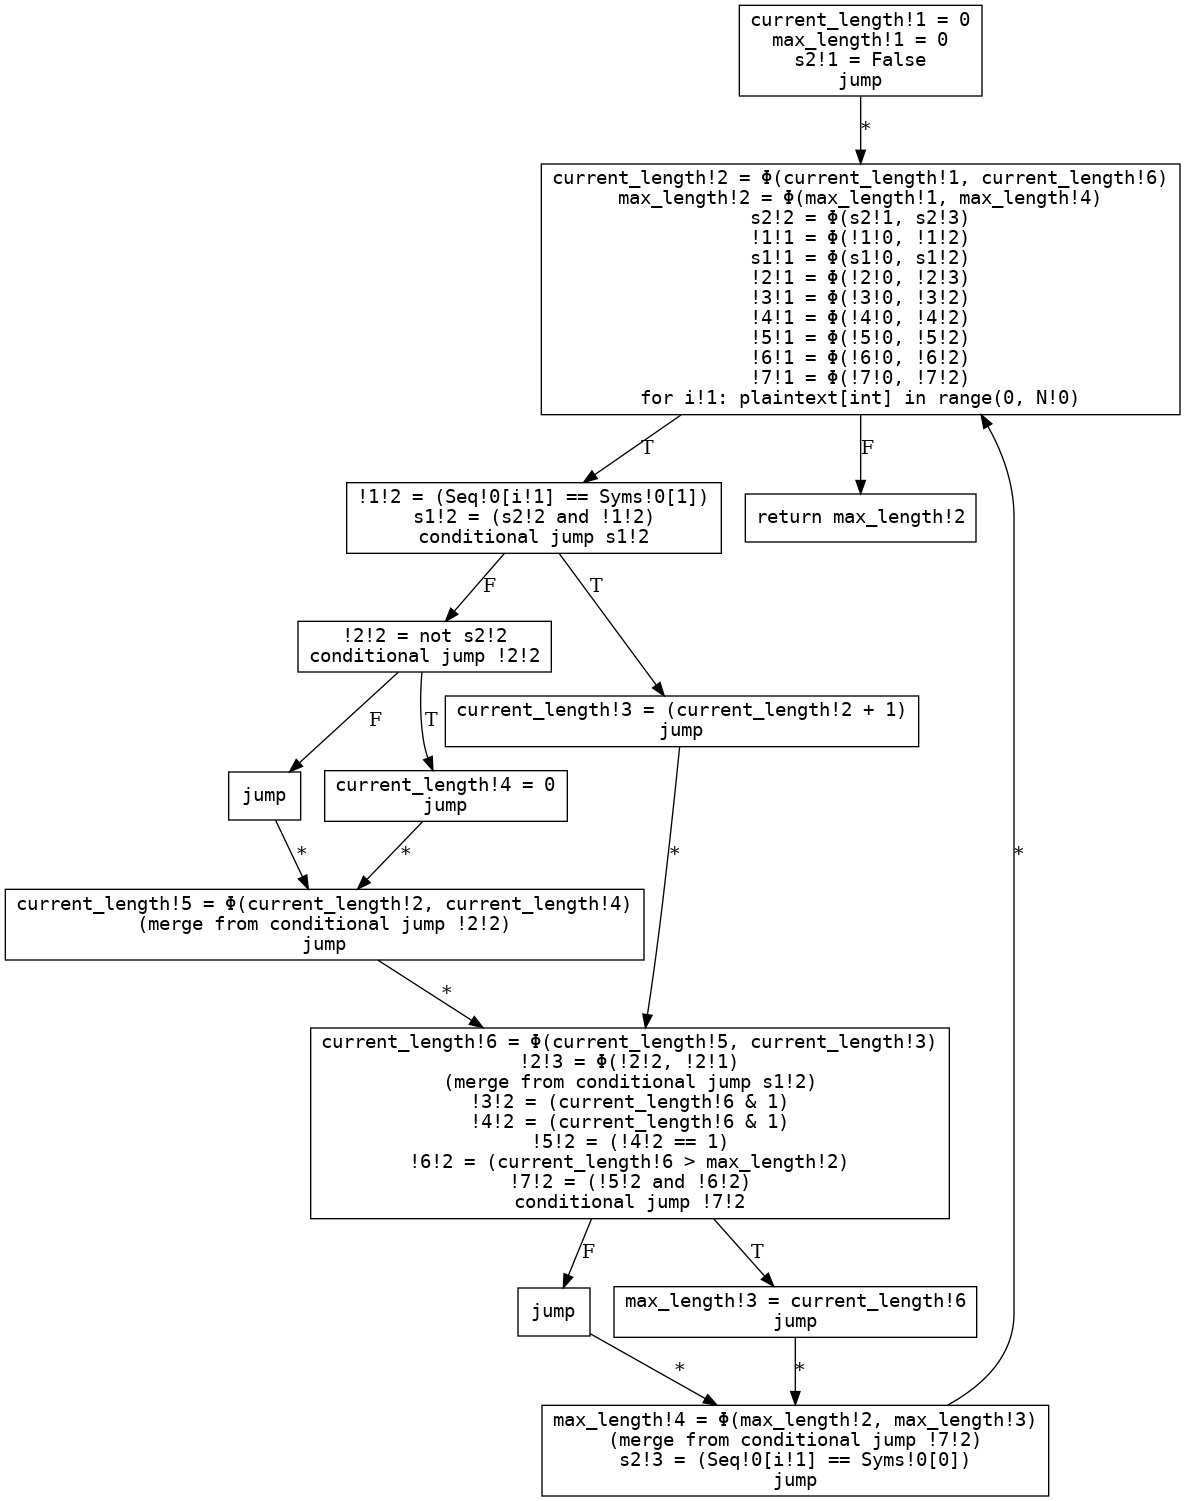 current_length!1 = 0
max_length!1 = 0
s2!1 = False
jump
*
current_length!2 = Φ(current_length!1, current_length!6)
max_length!2 = Φ(max_length!1, max_length!4)
s2!2 = Φ(s2!1, s2!3)
!1!1 = Φ(!1!0, !1!2)
s1!1 = Φ(s1!0, s1!2)
!2!1 = Φ(!2!0, !2!3)
!3!1 = Φ(!3!0, !3!2)
!4!1 = Φ(!4!0, !4!2)
!5!1 = Φ(!5!0, !5!2)
!6!1 = Φ(!6!0, !6!2)
!7!1 = Φ(!7!0, !7!2)
for i!1: plaintext[int] in range(0, N!0)
T
F
!1!2 = (Seq!0[i!1] == Syms!0[1])
s1!2 = (s2!2 and !1!2)
conditional jump s1!2
return max_length!2
F
T
!2!2 = not s2!2
conditional jump !2!2
F
T
current_length!3 = (current_length!2 + 1)
jump
jump
current_length!4 = 0
jump
*
*
*
*
current_length!5 = Φ(current_length!2, current_length!4)
(merge from conditional jump !2!2)
jump
*
current_length!6 = Φ(current_length!5, current_length!3)
!2!3 = Φ(!2!2, !2!1)
(merge from conditional jump s1!2)
!3!2 = (current_length!6 & 1)
!4!2 = (current_length!6 & 1)
!5!2 = (!4!2 == 1)
!6!2 = (current_length!6 > max_length!2)
!7!2 = (!5!2 and !6!2)
conditional jump !7!2
F
T
jump
max_length!3 = current_length!6
jump
*
*
max_length!4 = Φ(max_length!2, max_length!3)
(merge from conditional jump !7!2)
s2!3 = (Seq!0[i!1] == Syms!0[0])
jump